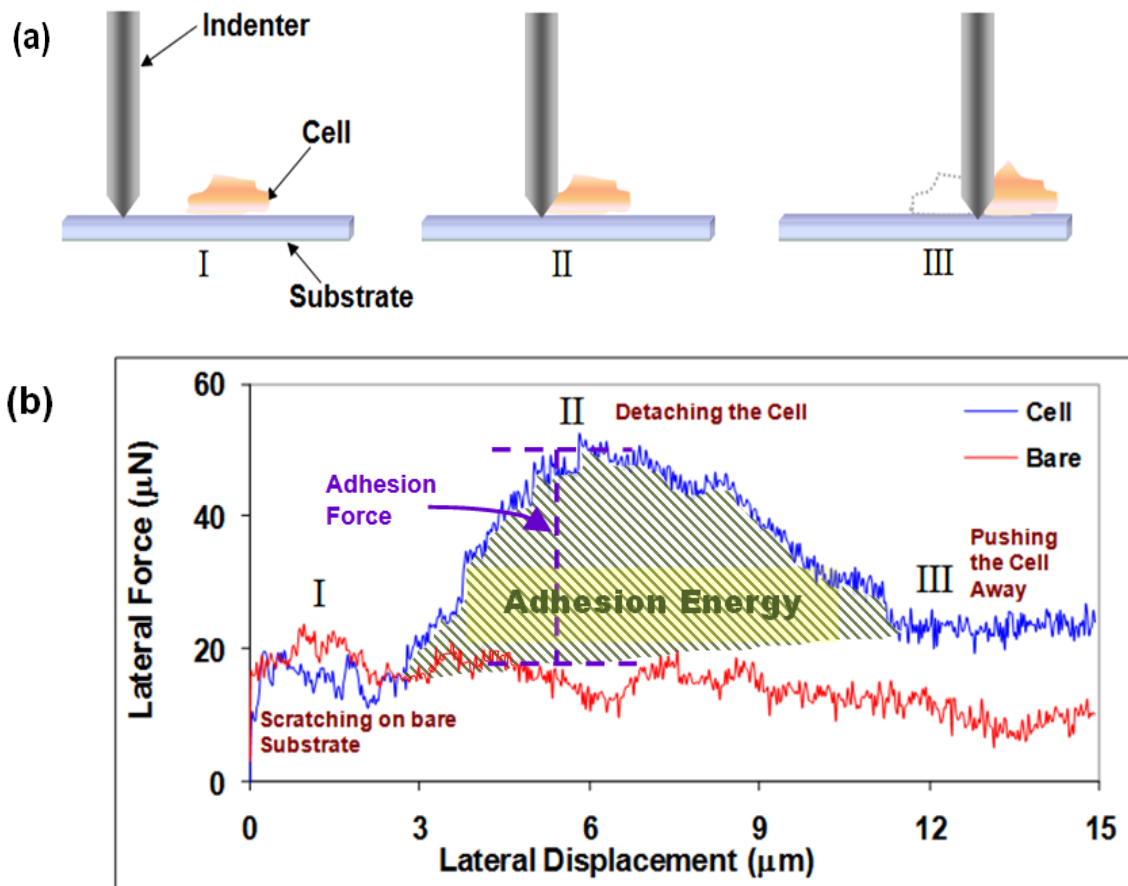 (a)
Indenter
Cell
Substrate
I
II
III
(b)
Lateral Force (μN)
60
40
20
0
I
II
III
Detaching the Cell
Cell
Bare
Adhesion
Force
Pushing
the Cell
Away
Adhesion Energy
Scratching on bare
Substrate
0
3
6
9
12
15
Lateral Displacement (μm)